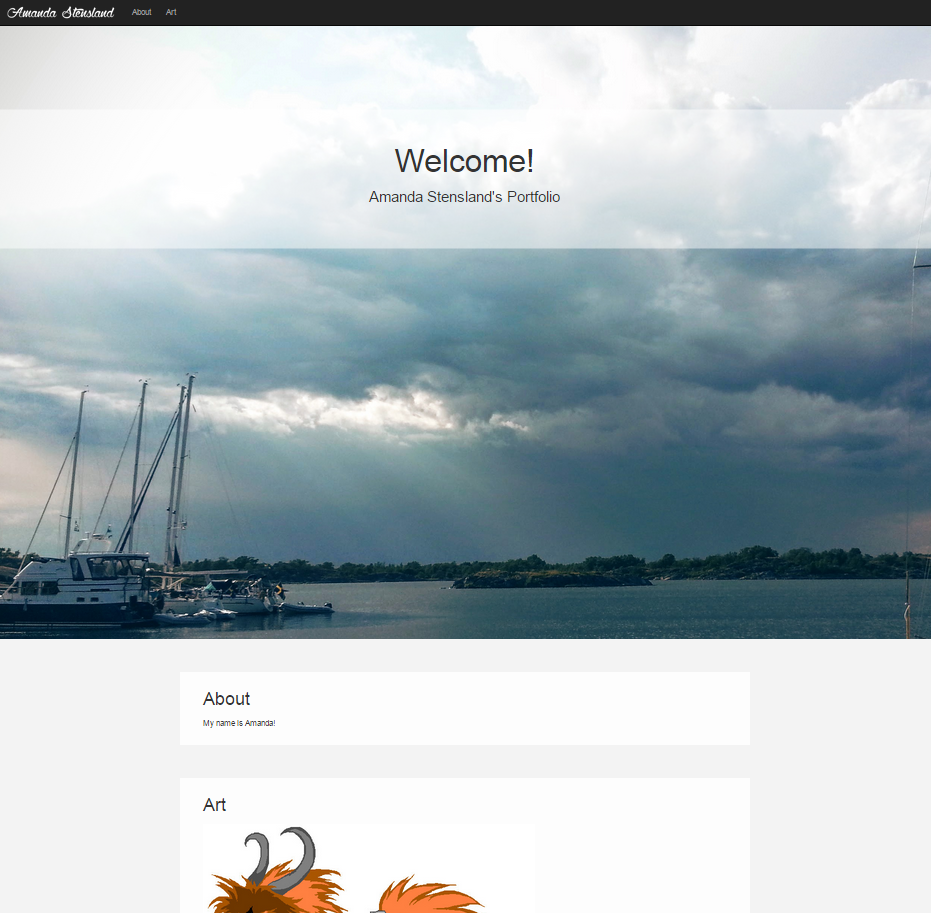 Amanda Stensland About Art
Welcome!
Amanda Stensland's Portfolio
About
My name is Amanda!
Art